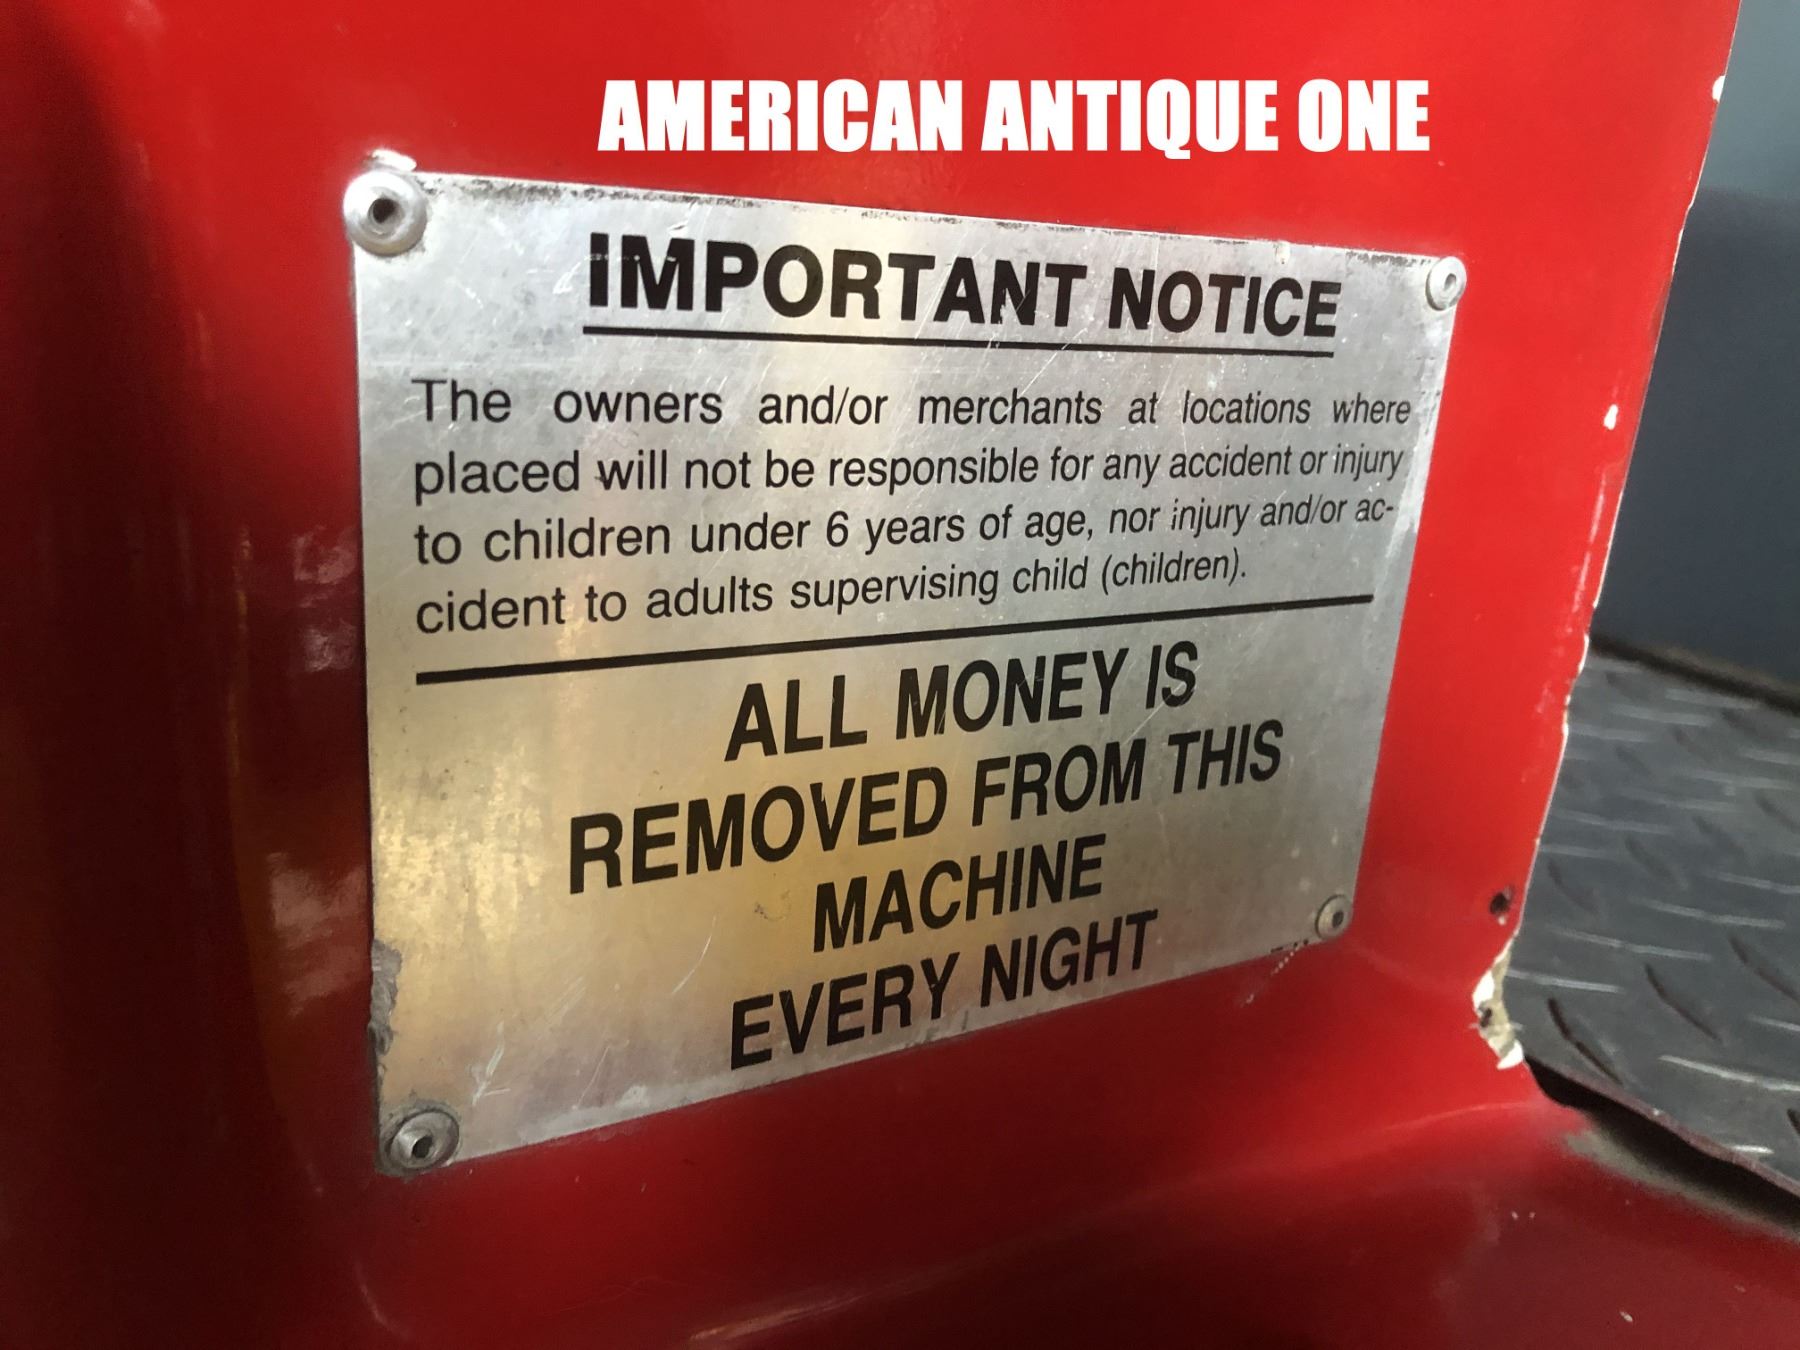 AMERICAN ANTIQUE ONE
IMPORTANT NOTICE
The owners and/or merchants at locations where
placed will not be responsible for any accident or injury
to children under 6 years of age, nor injury and/or ac-
cident to adults supervising child (children).
ALL MONEY IS
REMOVED FROM THIS
MACHINE
EVERY NIGHT